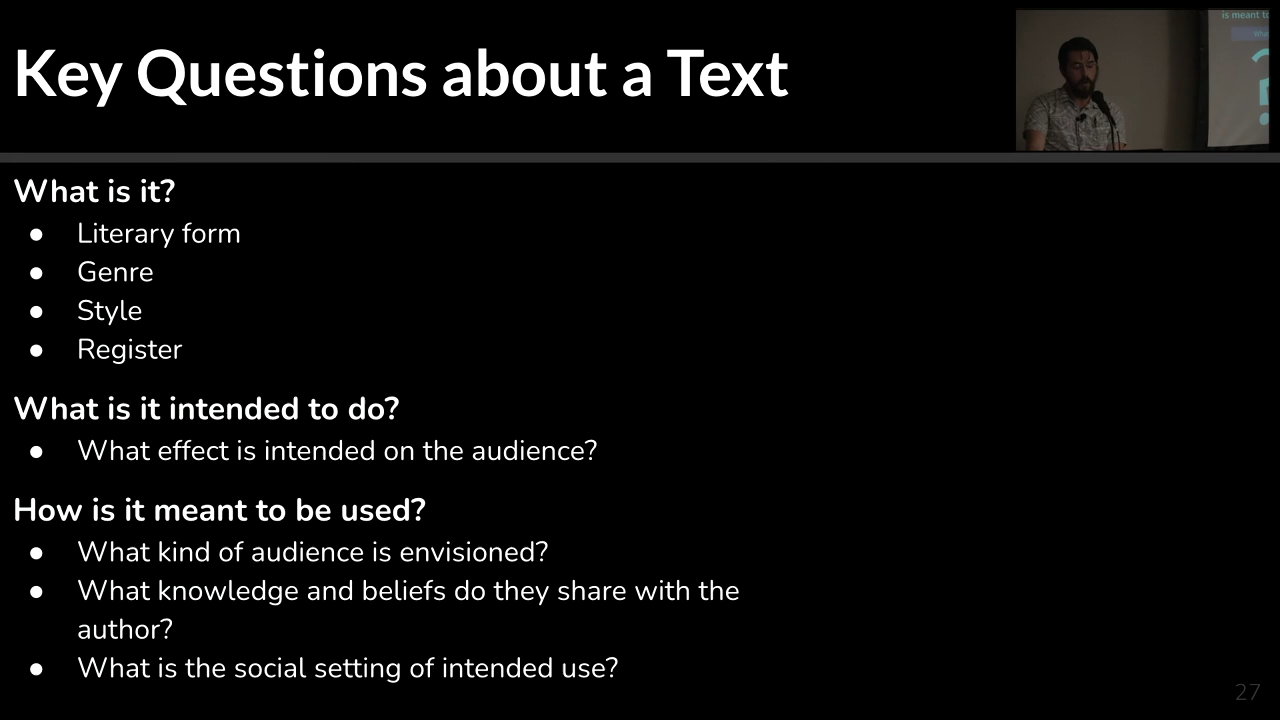 Key Questions about a Text
is meant to
What is it?
● Literary form
● Genre
● Style
● Register
What is it intended to do?
● What effect is intended on the audience?
How is it meant to be used?
● What kind of audience is envisioned?
● What knowledge and beliefs do they share with the
author?
● What is the social setting of intended use?
27